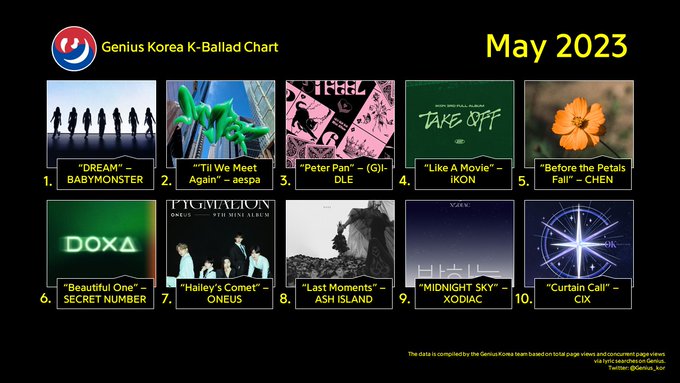 Genius Korea K-Ballad Chart
May 2023
1.
“DREAM” –
BABYMONSTER
2.
“'Til We Meet
Again” – aespa
I FEEL
3.
“Peter Pan” – (G)I-
DLE
iKON 3RD FULL ALBUM
TAKE OFF
4.
“Like A Movie” –
iKON
5.
“Before the Petals
Fall” – CHEN
DOXA
6.
“Beautiful One” –
SECRET NUMBER
PYGMALION
ONEUS — 9TH MINI ALBUM
7.
“Hailey's Comet” –
ONEUS
8.
“Last Moments” –
ASH ISLAND
XODIAC
9.
“MIDNIGHT SKY” –
XODIAC
OK
10.
“Curtain Call” –
CIX
The data is compiled by the Genius Korea team based on total page views and concurrent page views
via lyric searches on Genius.
Twitter: @Genius_kor